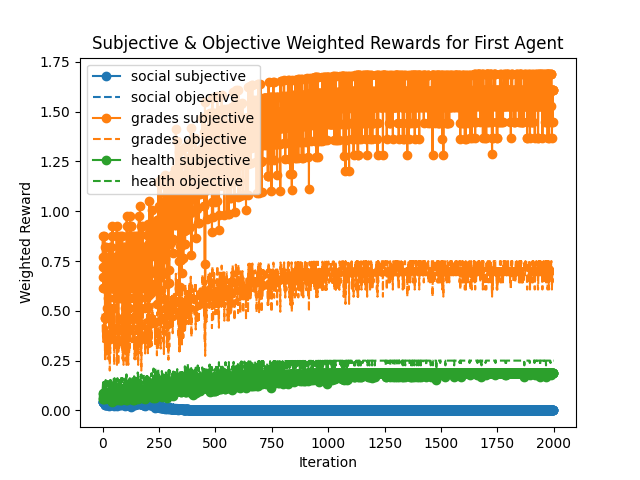 Subjective & Objective Weighted Rewards for First Agent
1.75
1.50
1.25
1.00
0.75
0.50
0.25
0.00
Weighted Reward
social subjective
social objective
grades subjective
grades objective
health subjective
health objective
0 250 500 750 1000 1250 1500 1750 2000
Iteration